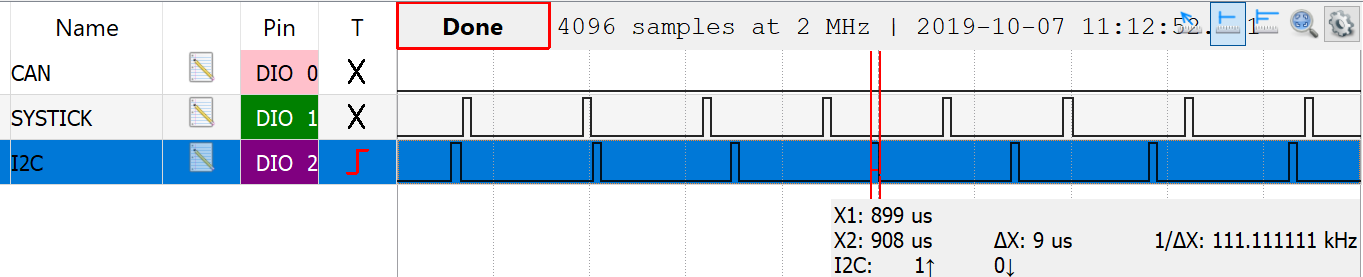 Name Pin T Done 4096 samples at 2 MHz | 2019-10-07 11:12:52. 1
CAN DIO 0 X
SYSTICK DIO 1 X
I2C DIO 2
X1: 899 us
X2: 908 us ΔX: 9 us 1/ΔX: 111.111111 kHz
I2C: 1↑ 0↓